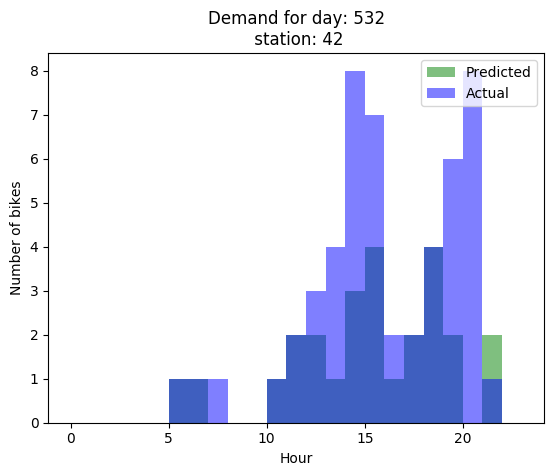 Demand for day: 532
station: 42
Predicted
Actual
8
7
6
5
4
3
2
1
0
Number of bikes
0 5 10 15 20
Hour